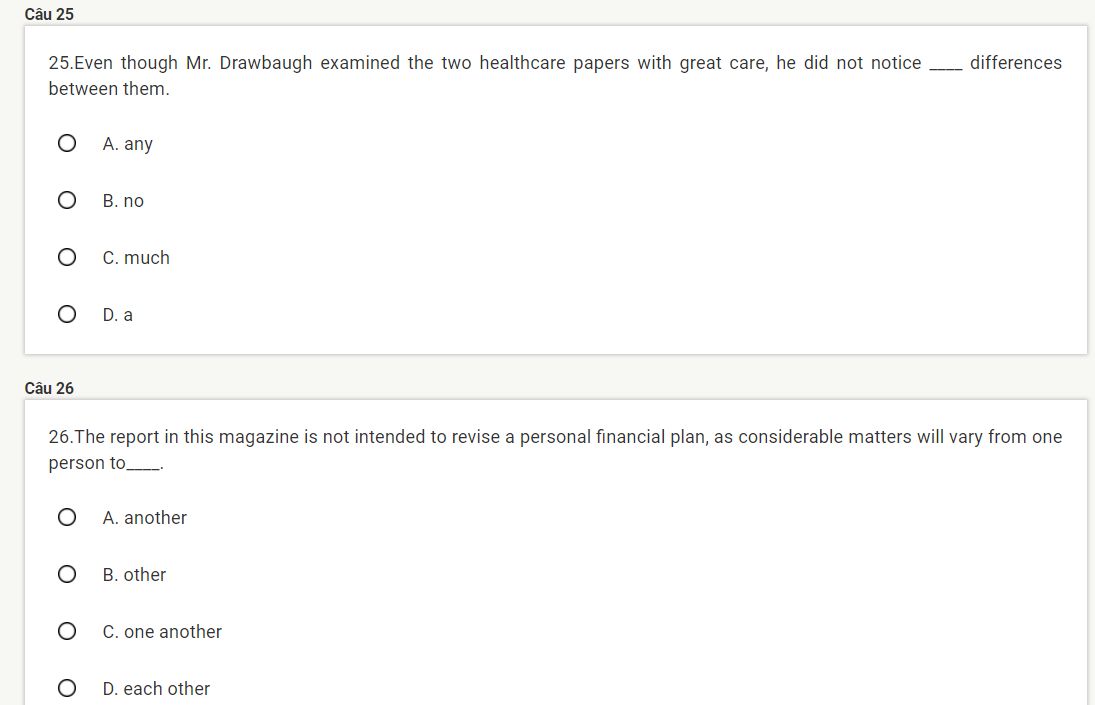 Câu 25
25.Even though Mr. Drawbaugh examined the two healthcare papers with great care, he did not notice ____ differences
between them.
A. any
B. no
C. much
D. a
Câu 26
26.The report in this magazine is not intended to revise a personal financial plan, as considerable matters will vary from one
person to____.
A. another
B. other
C. one another
D. each other